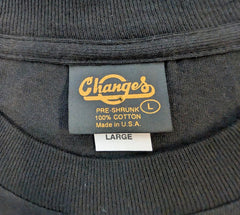 Changes
PRE-SHRUNK L
100% COTTON
Made in U.S.A.
LARGE